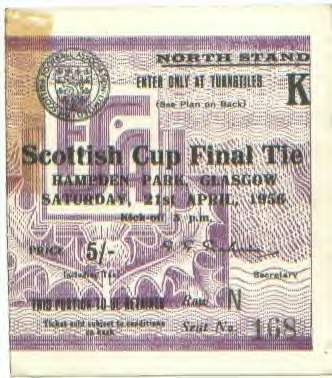 NORTH STAND
ENTER ONLY AT TURNSTILES K
(See Plan on Back)
Scottish Cup Final Tie
HAMPDEN PARK, GLASGOW
SATURDAY, 21st APRIL, 1956
Kick-off 3 p.m.
PRICE 5/-
Secretary
THIS PORTION TO BE RETAINED Row N
Ticket sold subject to conditions
on back
Seat No. 168